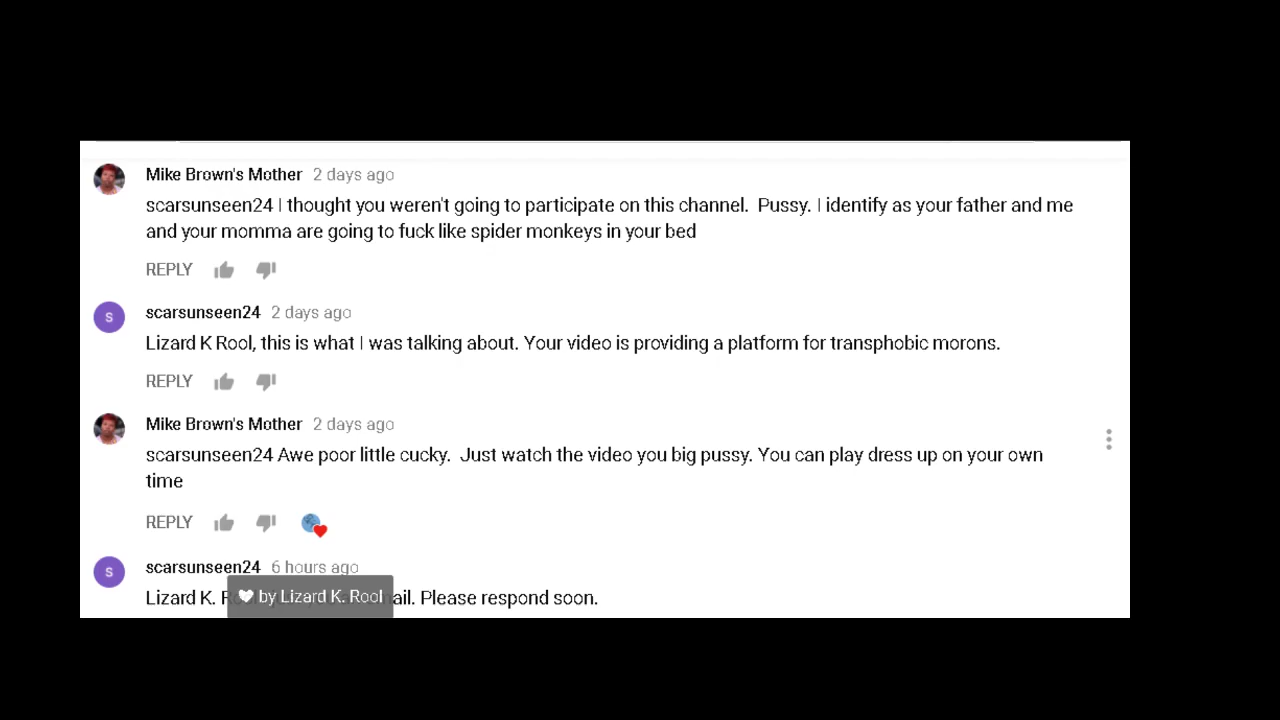 Mike Brown's Mother 2 days ago
scarsunseen24 I thought you weren't going to participate on this channel.  Pussy. I identify as your father and me
and your momma are going to fuck like spider monkeys in your bed
REPLY
S
scarsunseen24 2 days ago
Lizard K Rool, this is what I was talking about. Your video is providing a platform for transphobic morons.
REPLY
Mike Brown's Mother 2 days ago
scarsunseen24 Awe poor little cucky.  Just watch the video you big pussy. You can play dress up on your own
time
REPLY
S
scarsunseen24 6 hours ago
Lizard K. ail. Please respond soon.
by Lizard K. Rool